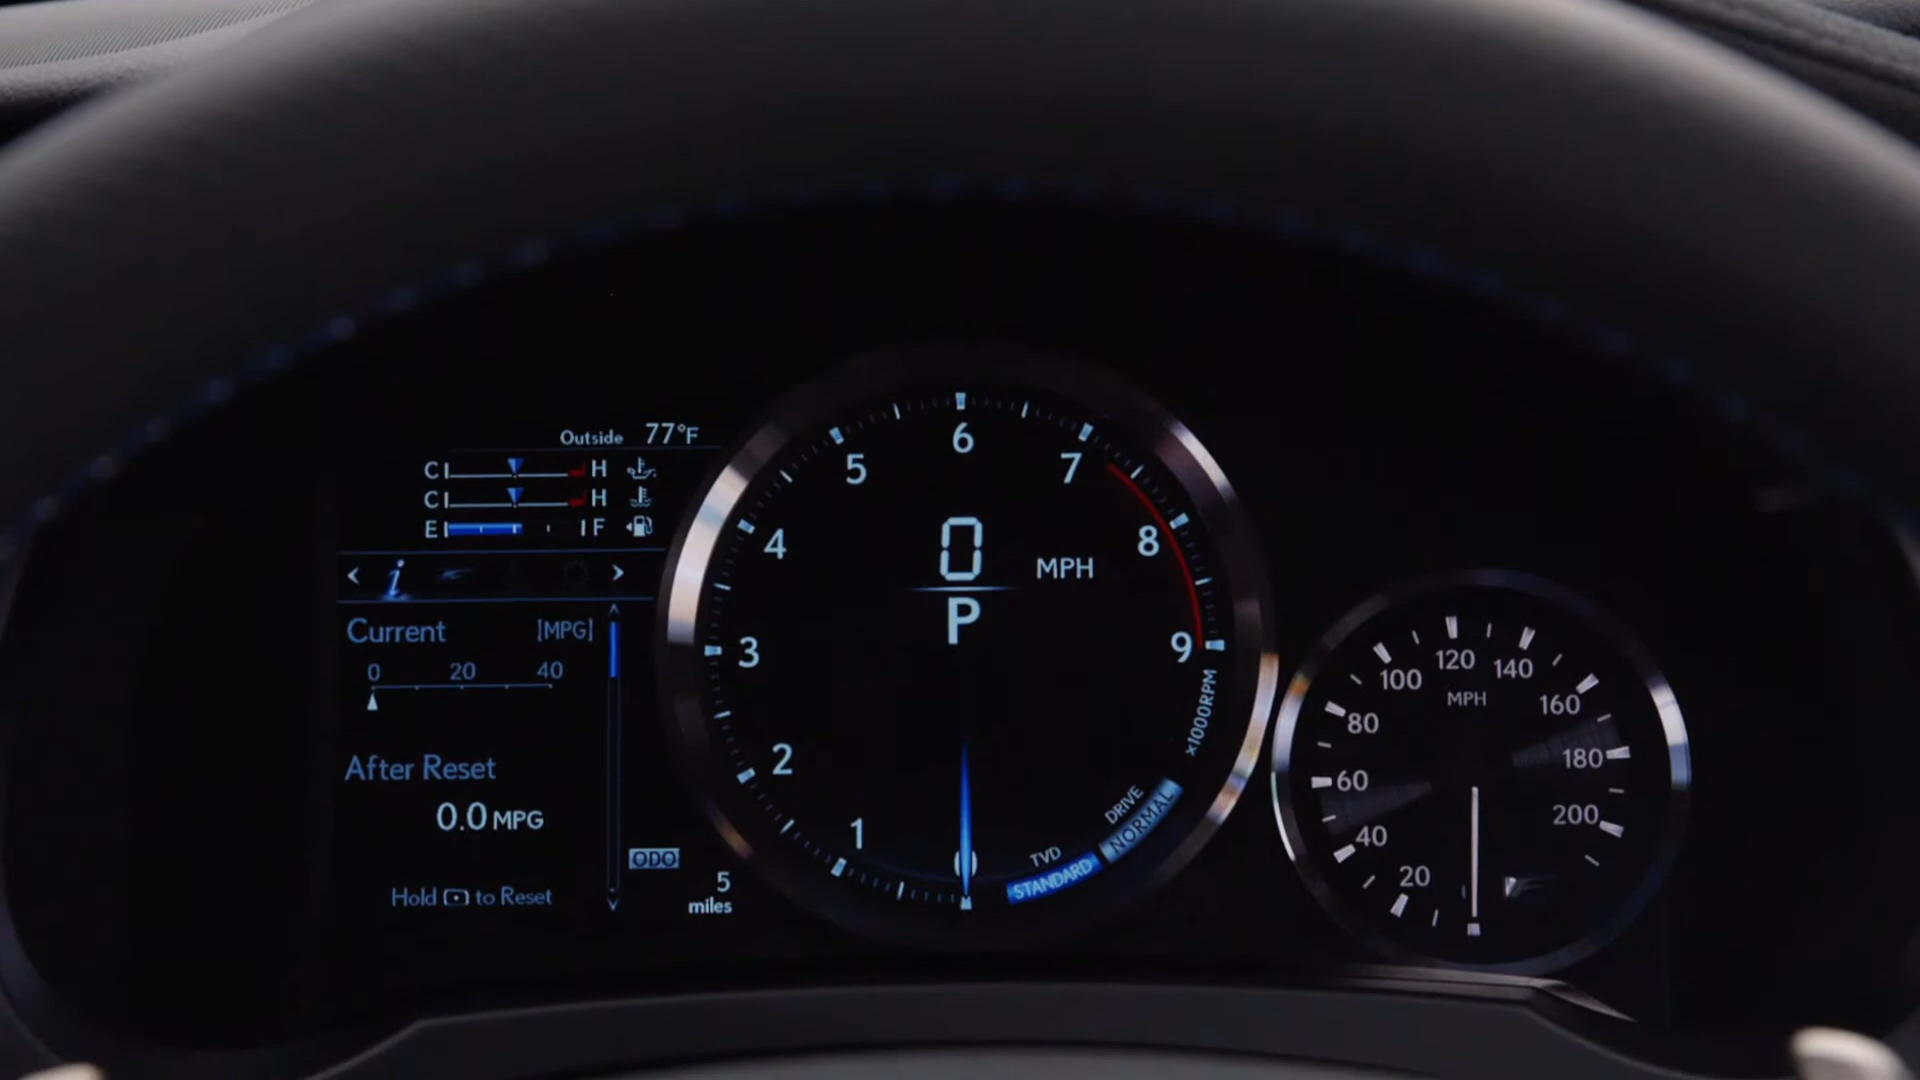 Outside 77°F
C H
C H
E F
< i >
Current [MPG]
0 20 40
After Reset
0.0 MPG
Hold to Reset
ODO
5
miles
0 1 2 3 4 5 6 7 8 9
x1000RPM
0
MPH
P
DRIVE
NORMAL
TVD
STANDARD
20 40 60 80 100 120 140 160 180 200
MPH